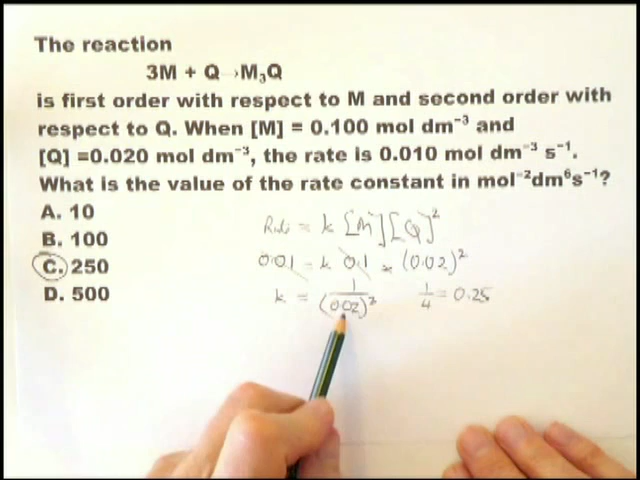 The reaction
3M + Q → M₃Q
is first order with respect to M and second order with
respect to Q. When [M] = 0.100 mol dm⁻³ and
[Q] =0.020 mol dm⁻³, the rate is 0.010 mol dm⁻³ s⁻¹.
What is the value of the rate constant in mol⁻²dm⁶s⁻¹?
A. 10
B. 100
C. 250
D. 500
Rate = k [M] [Q]²
0.01 = k 0.1 × (0.02)²
k = 1/(0.02)² 1/4 = 0.25